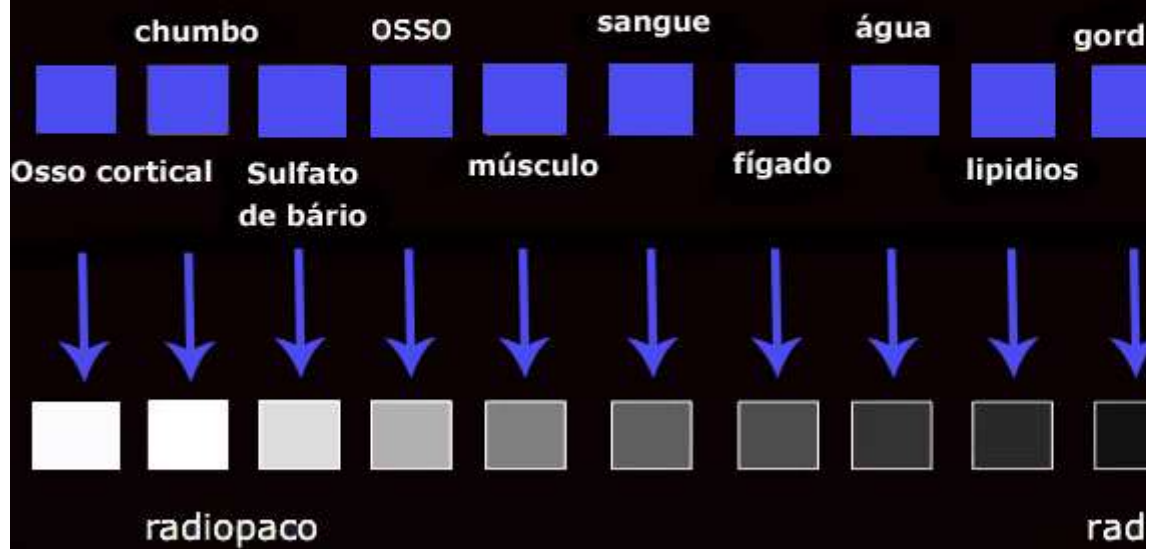 chumbo osso sangue água gord
Osso cortical Sulfato músculo fígado lipidios
de bário
radiopaco rad